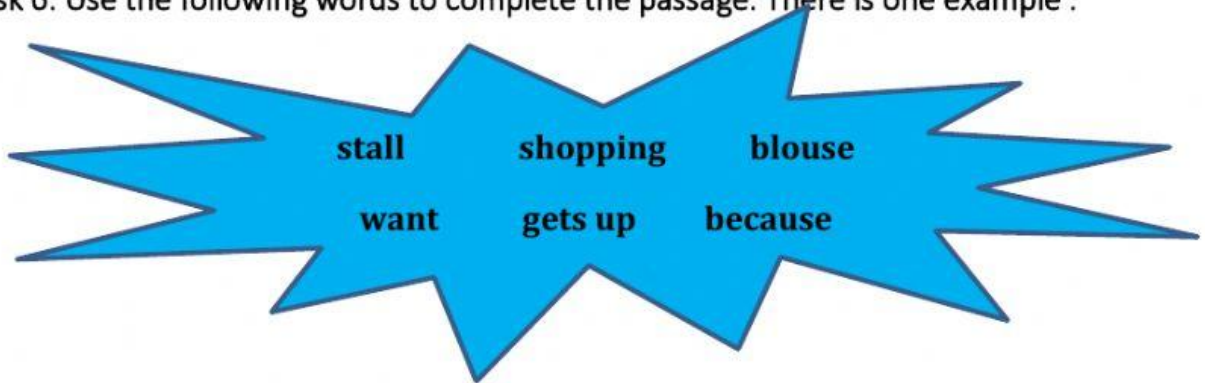 sk 6: Use the following words to complete the passage. There is one example :
stall shopping blouse
want gets up because